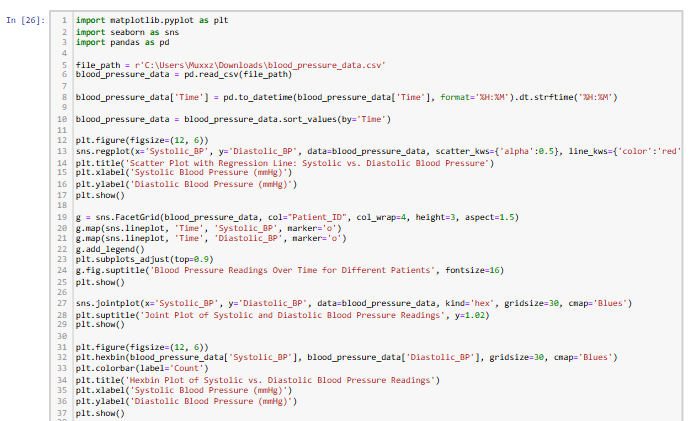 In [26]:
1 import matplotlib.pyplot as plt
2 import seaborn as sns
3 import pandas as pd
4
5 file_path = r'C:\Users\Muxxz\Downloads\blood_pressure_data.csv'
6 blood_pressure_data = pd.read_csv(file_path)
7
8 blood_pressure_data['Time'] = pd.to_datetime(blood_pressure_data['Time'], format='%H:%M').dt.strftime('%H:%M')
9
10 blood_pressure_data = blood_pressure_data.sort_values(by='Time')
11
12 plt.figure(figsize=(12, 6))
13 sns.regplot(x='Systolic_BP', y='Diastolic_BP', data=blood_pressure_data, scatter_kws={'alpha':0.5}, line_kws={'color':'red'
14 plt.title('Scatter Plot with Regression Line: Systolic vs. Diastolic Blood Pressure')
15 plt.xlabel('Systolic Blood Pressure (mmHg)')
16 plt.ylabel('Diastolic Blood Pressure (mmHg)')
17 plt.show()
18
19 g = sns.FacetGrid(blood_pressure_data, col="Patient_ID", col_wrap=4, height=3, aspect=1.5)
20 g.map(sns.lineplot, 'Time', 'Systolic_BP', marker='o')
21 g.map(sns.lineplot, 'Time', 'Diastolic_BP', marker='o')
22 g.add_legend()
23 plt.subplots_adjust(top=0.9)
24 g.fig.suptitle('Blood Pressure Readings Over Time for Different Patients', fontsize=16)
25 plt.show()
26
27 sns.jointplot(x='Systolic_BP', y='Diastolic_BP', data=blood_pressure_data, kind='hex', gridsize=30, cmap='Blues')
28 plt.suptitle('Joint Plot of Systolic and Diastolic Blood Pressure Readings', y=1.02)
29 plt.show()
30
31 plt.figure(figsize=(12, 6))
32 plt.hexbin(blood_pressure_data['Systolic_BP'], blood_pressure_data['Diastolic_BP'], gridsize=30, cmap='Blues')
33 plt.colorbar(label='Count')
34 plt.title('Hexbin Plot of Systolic vs. Diastolic Blood Pressure Readings')
35 plt.xlabel('Systolic Blood Pressure (mmHg)')
36 plt.ylabel('Diastolic Blood Pressure (mmHg)')
37 plt.show()